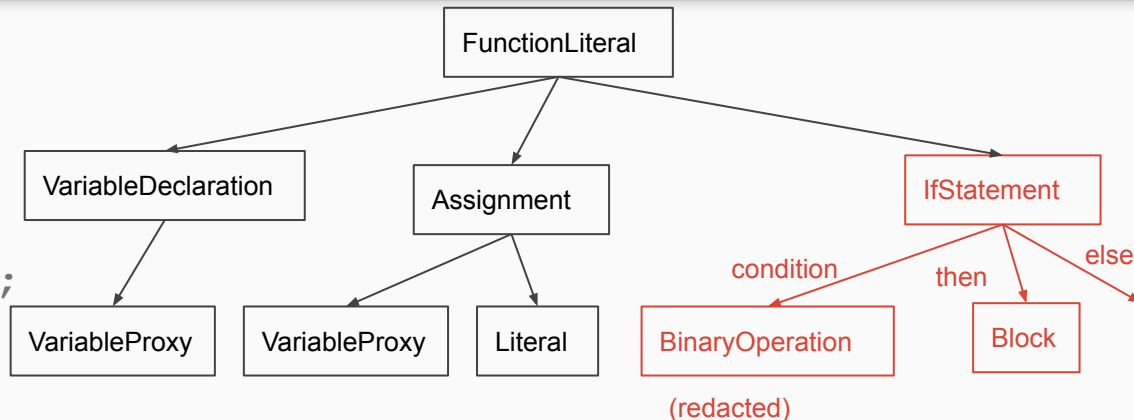 FunctionLiteral
VariableDeclaration
Assignment
IfStatement
condition
then
else
;
VariableProxy
VariableProxy
Literal
BinaryOperation
Block
(redacted)